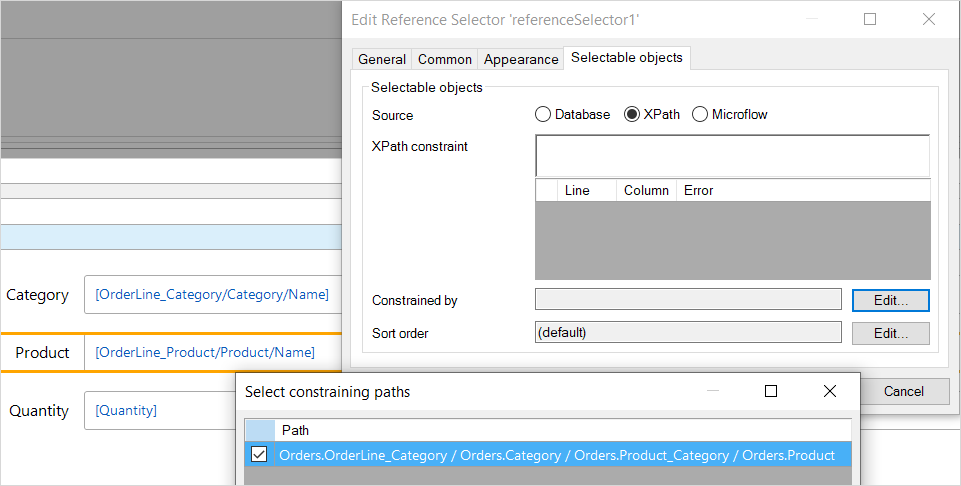 Edit Reference Selector 'referenceSelector1'
General Common Appearance Selectable objects
Selectable objects
Source Database XPath Microflow
XPath constraint
Line Column Error
Category [OrderLine_Category/Category/Name]
Constrained by Edit...
Sort order (default) Edit...
Product [OrderLine_Product/Product/Name]
Cancel
Quantity [Quantity]
Select constraining paths
Path
Orders.OrderLine_Category / Orders.Category / Orders.Product_Category / Orders.Product